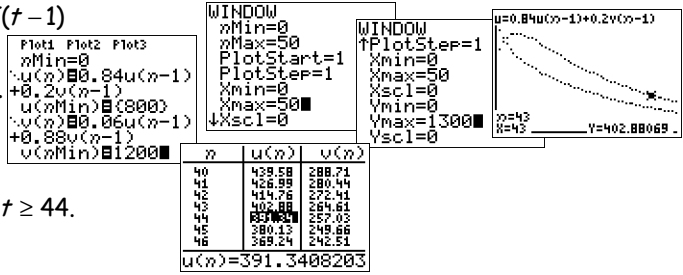 (t – 1)
Plot1 Plot2 Plot3
nMin=0
u(n)=0.84u(n-1)
+0.2v(n-1)
u(nMin)={800}
v(n)=0.06u(n-1)
+0.88v(n-1)
v(nMin)=1200
WINDOW
nMin=0
nMax=50
PlotStart=1
PlotStep=1
Xmin=0
Xmax=50
↓Xscl=0
WINDOW
↑PlotStep=1
Xmin=0
Xmax=50
Xscl=0
Ymin=0
Ymax=1300
Yscl=0
u=0.84u(n-1)+0.2v(n-1)
n=43
X=43 Y=402.88069
t ≥ 44.
n u(n) v(n)
40 439.58 288.71
41 426.99 280.44
42 414.76 272.41
43 402.88 264.61
44 391.34 257.03
45 380.13 249.66
46 369.24 242.51
u(n)=391.3408203